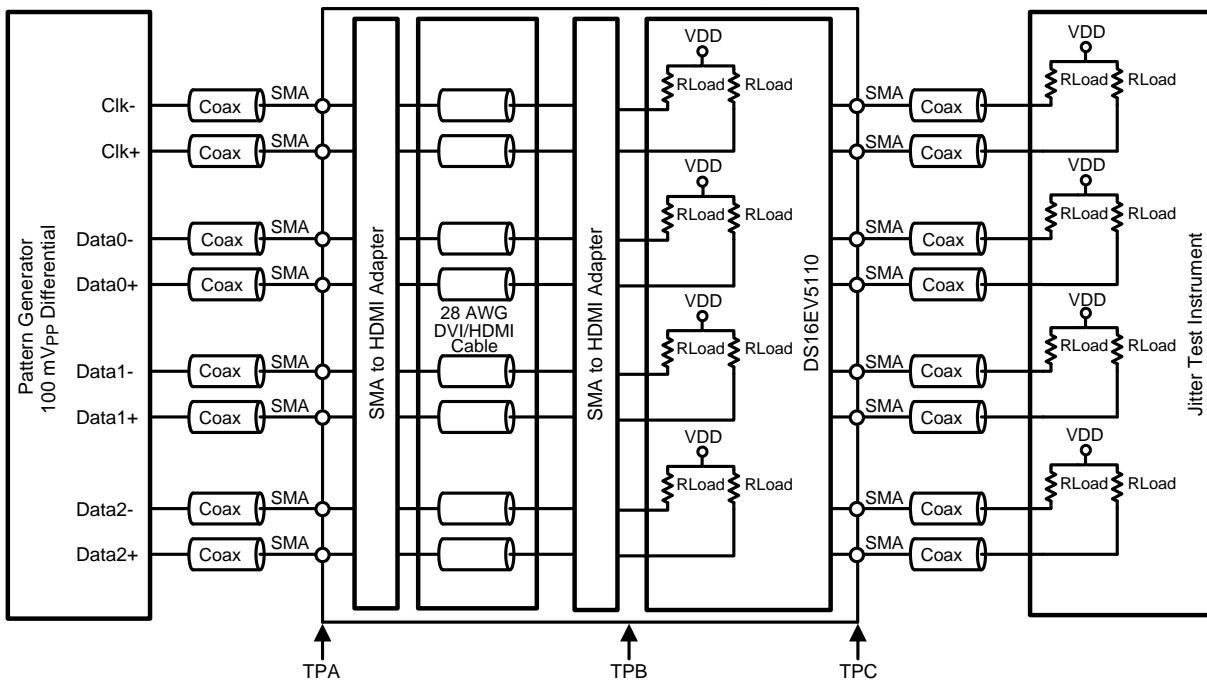 Pattern Generator
100 mVPP Differential
Clk-
Clk+
Data0-
Data0+
Data1-
Data1+
Data2-
Data2+
Coax
SMA
Coax
SMA
Coax
SMA
Coax
SMA
Coax
SMA
Coax
SMA
Coax
SMA
Coax
SMA
SMA to HDMI Adapter
28 AWG
DVI/HDMI
Cable
SMA to HDMI Adapter
VDD
RLoad
RLoad
VDD
RLoad
RLoad
VDD
RLoad
RLoad
VDD
RLoad
RLoad
DS16EV5110
SMA
Coax
SMA
Coax
SMA
Coax
SMA
Coax
SMA
Coax
SMA
Coax
SMA
Coax
SMA
Coax
VDD
RLoad
RLoad
VDD
RLoad
RLoad
VDD
RLoad
RLoad
VDD
RLoad
RLoad
Jitter Test Instrument
TPA
TPB
TPC